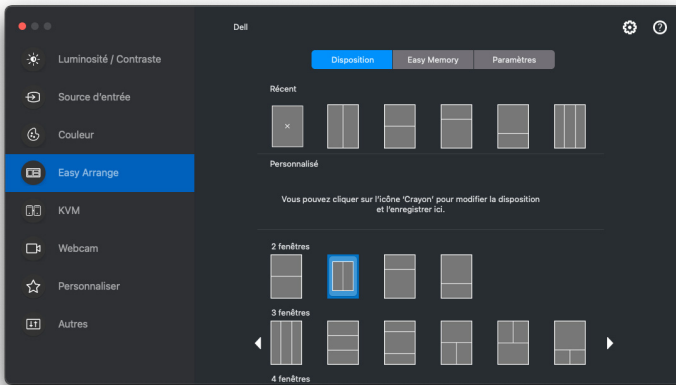 Dell
Luminosité / Contraste
Source d'entrée
Couleur
Easy Arrange
KVM
Webcam
Personnaliser
Autres
Disposition
Easy Memory
Paramètres
Récent
Personnalisé
Vous pouvez cliquer sur l'icône 'Crayon' pour modifier la disposition
et l'enregistrer ici.
2 fenêtres
3 fenêtres
4 fenêtres